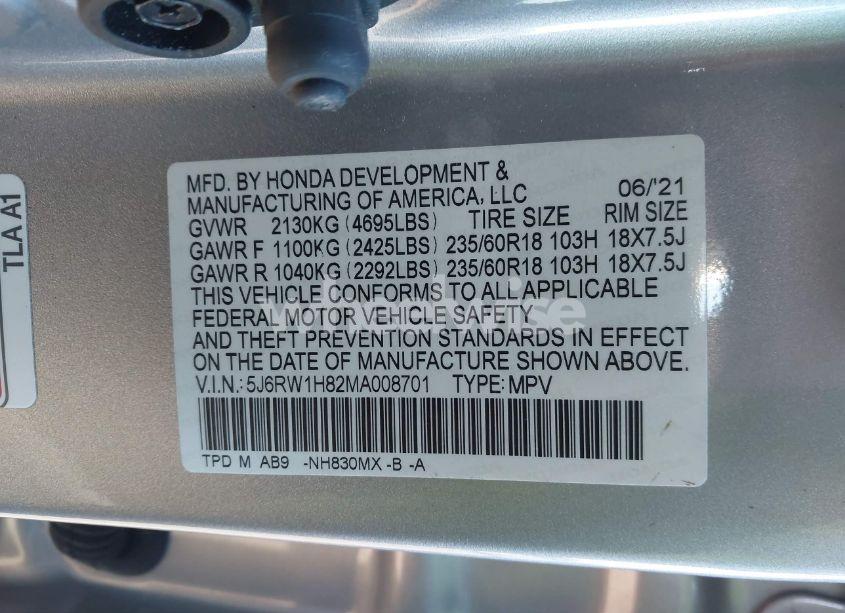 TLA A1
MFD. BY HONDA DEVELOPMENT &
MANUFACTURING OF AMERICA, LLC 06/'21
GVWR 2130KG (4695LBS) TIRE SIZE RIM SIZE
GAWR F 1100KG (2425LBS) 235/60R18 103H 18X7.5J
GAWR R 1040KG (2292LBS) 235/60R18 103H 18X7.5J
THIS VEHICLE CONFORMS TO ALL APPLICABLE
FEDERAL MOTOR VEHICLE SAFETY
AND THEFT PREVENTION STANDARDS IN EFFECT
ON THE DATE OF MANUFACTURE SHOWN ABOVE.
V.I.N.: 5J6RW1H82MA008701 TYPE: MPV
TPD M AB9 -NH830MX -B -A
wheelwise